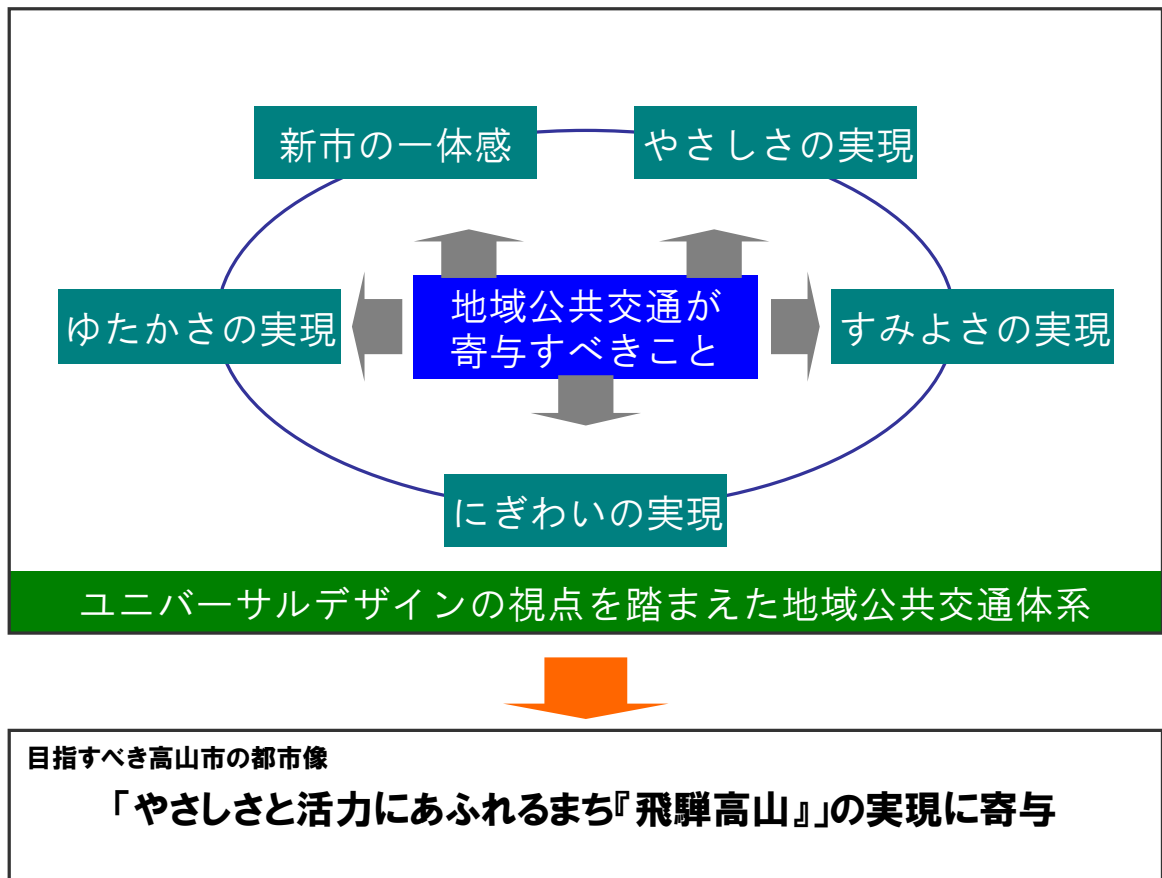 新市の一体感
やさしさの実現
地域公共交通が
寄与すべきこと
ゆたかさの実現
すみよさの実現
にぎわいの実現
ユニバーサルデザインの視点を踏まえた地域公共交通体系
目指すべき高山市の都市像
「やさしさと活力にあふれるまち『飛騨高山』」の実現に寄与